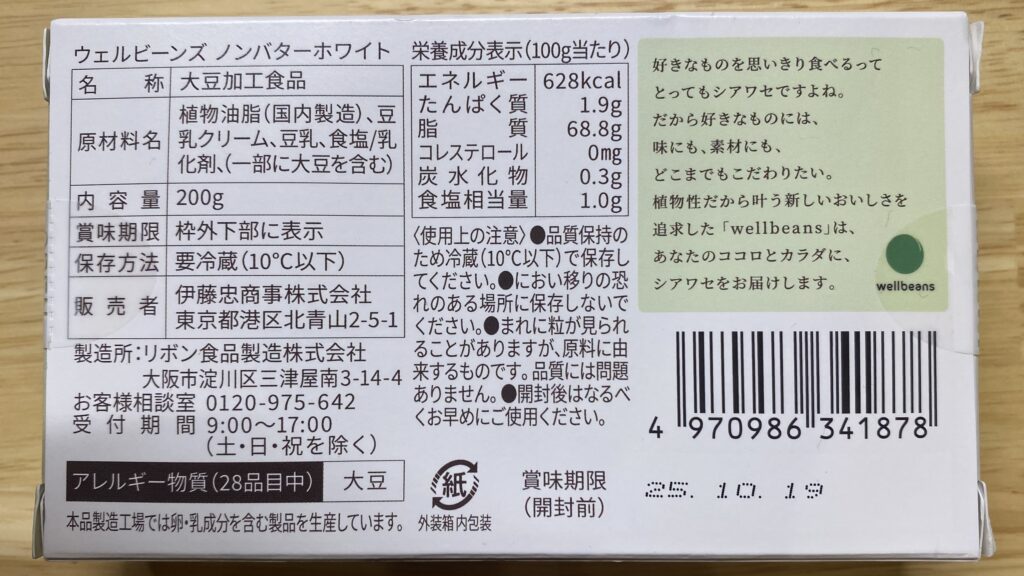 ウェルビーンズ ノンバターホワイト
名 称 大豆加工食品
原材料名 植物油脂(国内製造)、豆
乳クリーム、豆乳、食塩/乳
化剤、(一部に大豆を含む)
内 容 量 200g
賞味期限 枠外下部に表示
保存方法 要冷蔵(10℃以下)
販 売 者 伊藤忠商事株式会社
東京都港区北青山2-5-1
製造所:リボン食品製造株式会社
大阪市淀川区三津屋南3-14-4
お客様相談室 0120-975-642
受 付 期 間 9:00〜17:00
(土・日・祝を除く)
アレルギー物質(28品目中) 大豆
本品製造工場では卵・乳成分を含む製品を生産しています。
栄養成分表示(100g当たり)
エネルギー 628kcal
たんぱく質 1.9g
脂 質 68.8g
コレステロール 0mg
炭 水 化 物 0.3g
食塩相当量 1.0g
〈使用上の注意〉●品質保持の
ため冷蔵(10℃以下)で保存し
てください。●におい移りの恐
れのある場所に保存しないで
ください。●まれに粒が見られ
ることがありますが、原料に由
来するものです。品質には問題
ありません。●開封後はなるべ
くお早めにご使用ください。
紙
外装箱 内包装
賞味期限
(開封前)
25. 10. 19
好きなものを思いきり食べるって
とってもシアワセですよね。
だから好きなものには、
味にも、素材にも、
どこまでもこだわりたい。
植物性だから叶う新しいおいしさを
追求した「wellbeans」は、
あなたのココロとカラダに、
シアワセをお届けします。
wellbeans
4 970986 341878